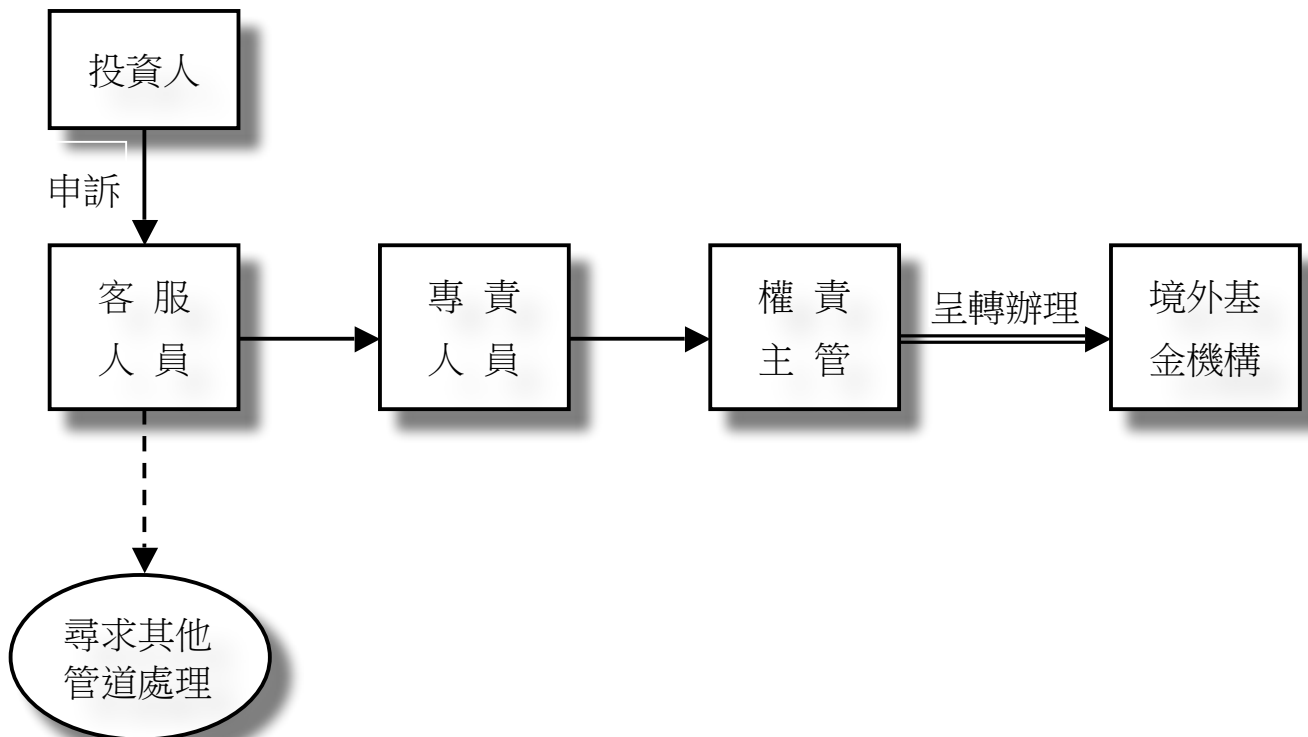 投資人
申訴
客 服
人 員
專 責
人 員
權 責
主 管
呈轉辦理
境外基
金機構
尋求其他
管道處理